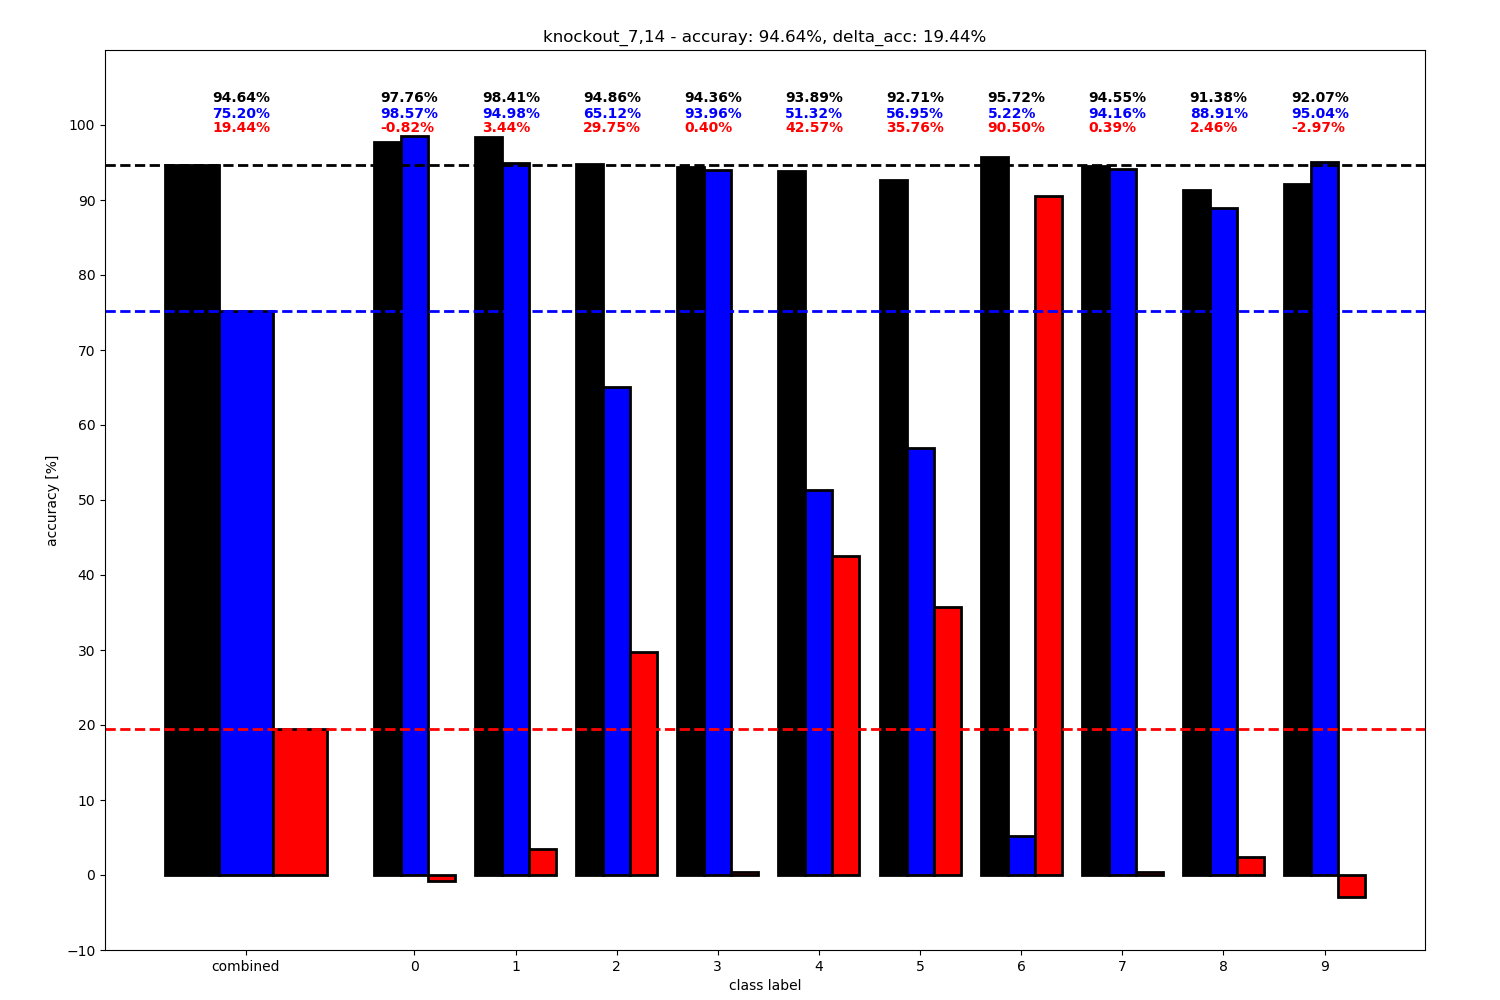 knockout_7,14 - accuray: 94.64%, delta_acc: 19.44%
94.64% 97.76% 98.41% 94.86% 94.36% 93.89% 92.71% 95.72% 94.55% 91.38% 92.07%
75.20% 98.57% 94.98% 65.12% 93.96% 51.32% 56.95% 5.22% 94.16% 88.91% 95.04%
19.44% -0.82% 3.44% 29.75% 0.40% 42.57% 35.76% 90.50% 0.39% 2.46% -2.97%
100
90
80
70
60
50
40
30
20
10
0
−10
accuracy [%]
combined 0 1 2 3 4 5 6 7 8 9
class label